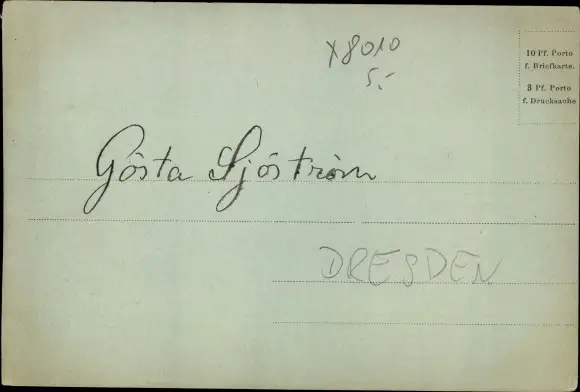 X8010
5.-
10 Pf. Porto
f. Briefkarte.
3 Pf. Porto
f. Drucksache
Gösta Sjöström
DRESDEN